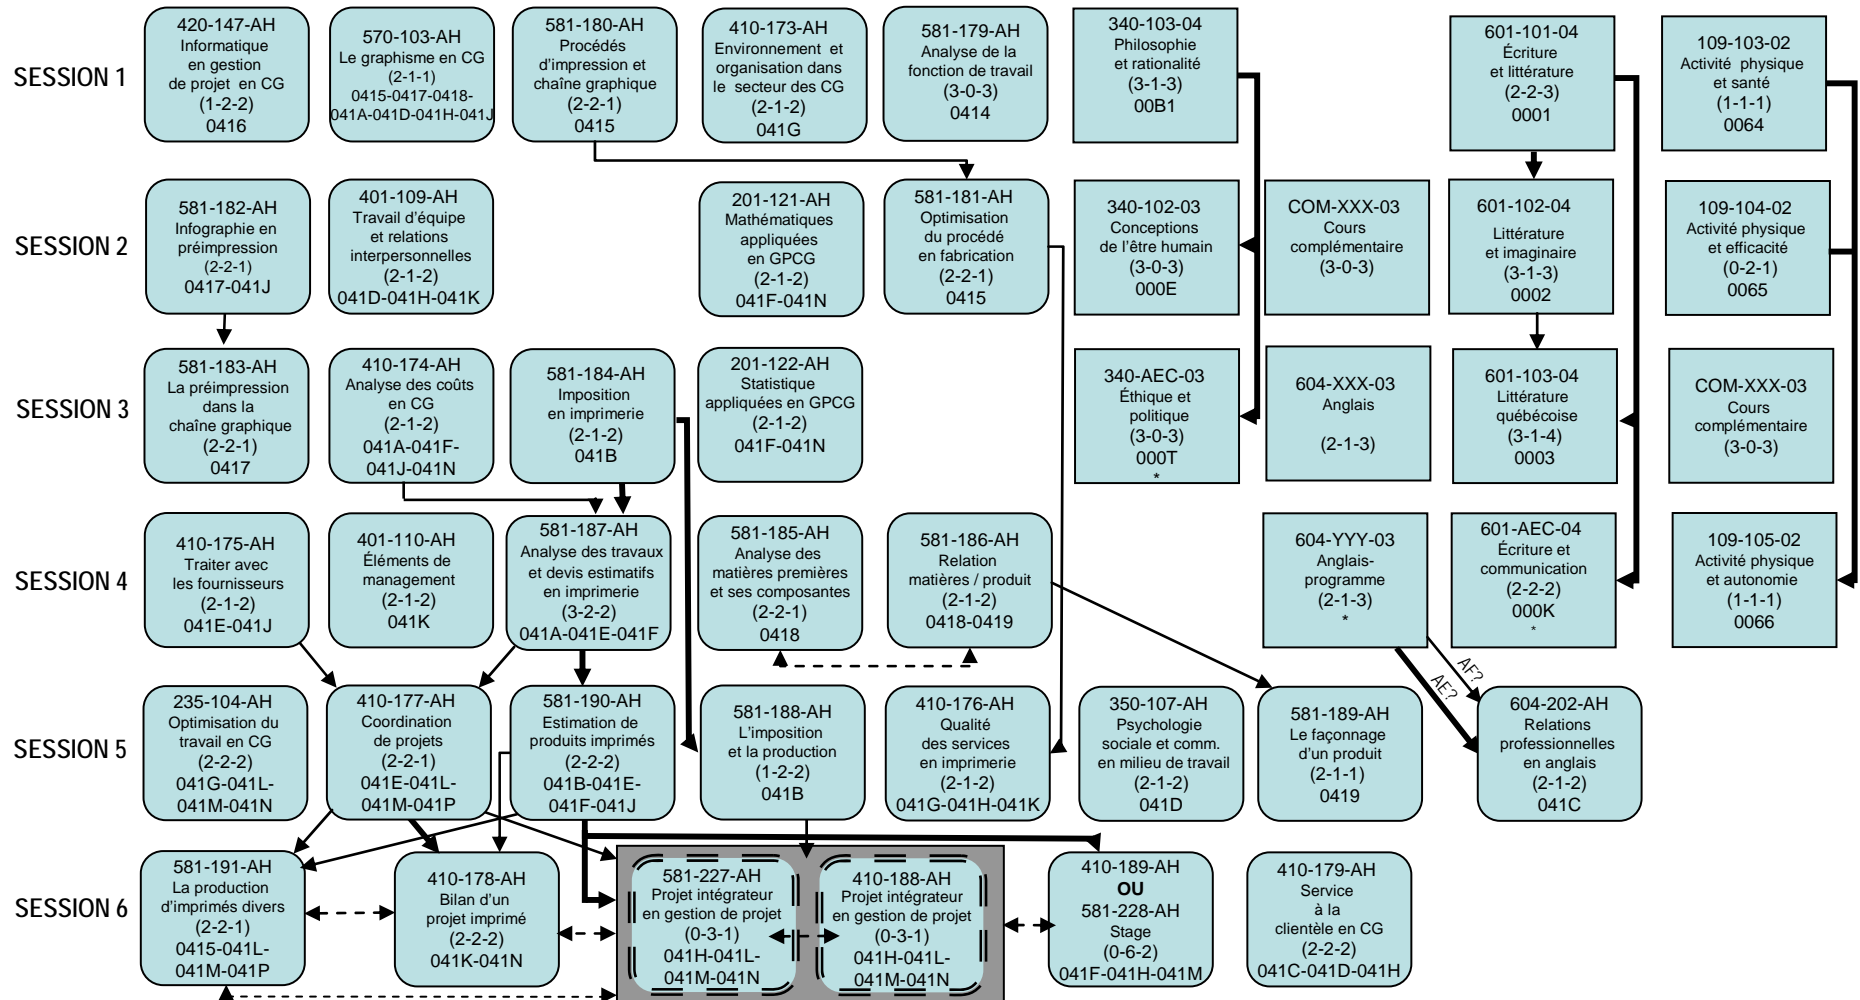 SESSION 1
420-147-AH
Informatique
en gestion
de projet en CG
(1-2-2)
0416
570-103-AH
Le graphisme en CG
(2-1-1)
0415-0417-0418-
041A-041D-041H-041J
581-180-AH
Procédés
d'impression et
chaîne graphique
(2-2-1)
0415
410-173-AH
Environnement et
organisation dans
le secteur des CG
(2-1-2)
041G
581-179-AH
Analyse de la
fonction de travail
(3-0-3)
0414
340-103-04
Philosophie
et rationalité
(3-1-3)
00B1
601-101-04
Écriture
et littérature
(2-2-3)
0001
109-103-02
Activité physique
et santé
(1-1-1)
0064
SESSION 2
581-182-AH
Infographie en
préimpression
(2-2-1)
0417-041J
401-109-AH
Travail d'équipe
et relations
interpersonnelles
(2-1-2)
041D-041H-041K
201-121-AH
Mathématiques
appliquées
en GPCG
(2-1-2)
041F-041N
581-181-AH
Optimisation
du procédé
en fabrication
(2-2-1)
0415
340-102-03
Conceptions
de l'être humain
(3-0-3)
000E
COM-XXX-03
Cours
complémentaire
(3-0-3)
601-102-04
Littérature
et imaginaire
(3-1-3)
0002
109-104-02
Activité physique
et efficacité
(0-2-1)
0065
SESSION 3
581-183-AH
La préimpression
dans la
chaîne graphique
(2-2-1)
0417
410-174-AH
Analyse des coûts
en CG
(2-1-2)
041A-041F-
041J-041N
581-184-AH
Imposition
en imprimerie
(2-1-2)
041B
201-122-AH
Statistique
appliquées en GPCG
(2-1-2)
041F-041N
340-AEC-03
Éthique et
politique
(3-0-3)
000T
*
604-XXX-03
Anglais
(2-1-3)
601-103-04
Littérature
québécoise
(3-1-4)
0003
COM-XXX-03
Cours
complémentaire
(3-0-3)
SESSION 4
410-175-AH
Traiter avec
les fournisseurs
(2-1-2)
041E-041J
401-110-AH
Éléments de
management
(2-1-2)
041K
581-187-AH
Analyse des travaux
et devis estimatifs
en imprimerie
(3-2-2)
041A-041E-041F
581-185-AH
Analyse des
matières premières
et ses composantes
(2-2-1)
0418
581-186-AH
Relation
matières / produit
(2-1-2)
0418-0419
604-YYY-03
Anglais-
programme
(2-1-3)
*
601-AEC-04
Écriture et
communication
(2-2-2)
000K
*
109-105-02
Activité physique
et autonomie
(1-1-1)
0066
AF?
AE?
SESSION 5
235-104-AH
Optimisation du
travail en CG
(2-2-2)
041G-041L-
041M-041N
410-177-AH
Coordination
de projets
(2-2-1)
041E-041L-
041M-041P
581-190-AH
Estimation de
produits imprimés
(2-2-2)
041B-041E-
041F-041J
581-188-AH
L'imposition
et la production
(1-2-2)
041B
410-176-AH
Qualité
des services
en imprimerie
(2-1-2)
041G-041H-041K
350-107-AH
Psychologie
sociale et comm.
en milieu de travail
(2-1-2)
041D
581-189-AH
Le façonnage
d'un produit
(2-1-1)
0419
604-202-AH
Relations
professionnelles
en anglais
(2-1-2)
041C
SESSION 6
581-191-AH
La production
d'imprimés divers
(2-2-1)
0415-041L-
041M-041P
410-178-AH
Bilan d'un
projet imprimé
(2-2-2)
041K-041N
581-227-AH
Projet intégrateur
en gestion de projet
(0-3-1)
041H-041L-
041M-041N
410-188-AH
Projet intégrateur
en gestion de projet
(0-3-1)
041H-041L-
041M-041N
410-189-AH
OU
581-228-AH
Stage
(0-6-2)
041F-041H-041M
410-179-AH
Service
à la
clientèle en CG
(2-2-2)
041C-041D-041H